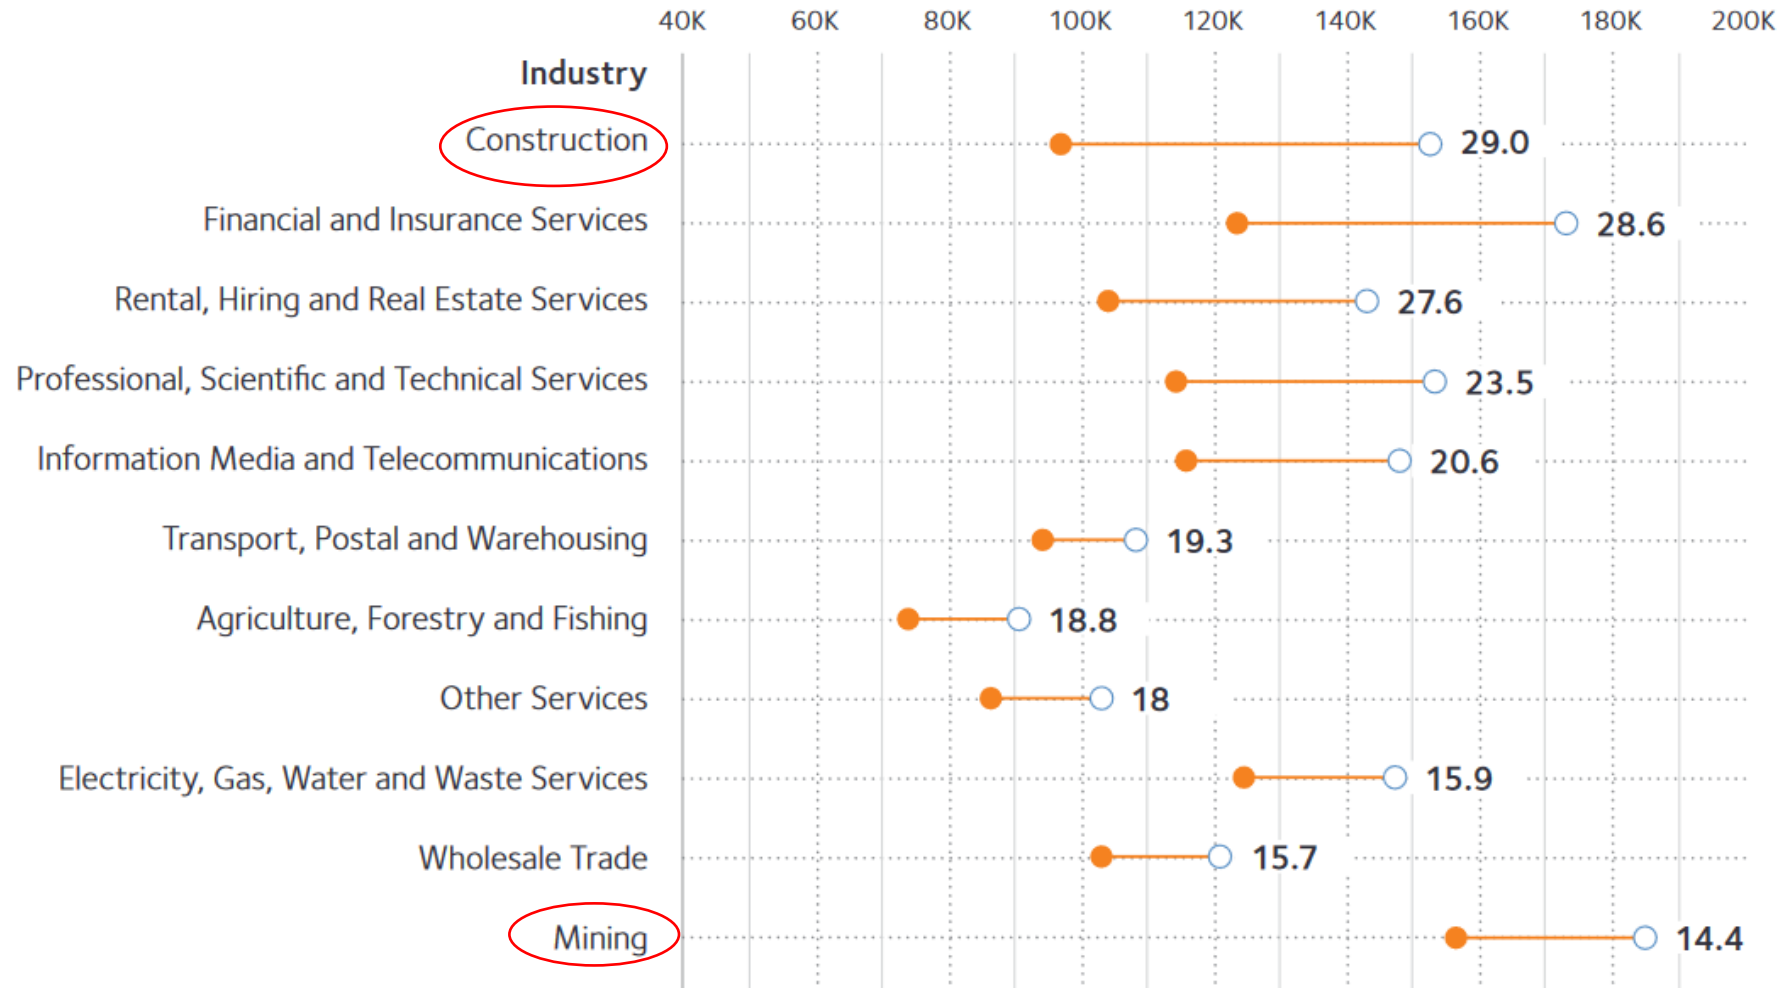 40K 60K 80K 100K 120K 140K 160K 180K 200K
Industry
Construction 29.0
Financial and Insurance Services 28.6
Rental, Hiring and Real Estate Services 27.6
Professional, Scientific and Technical Services 23.5
Information Media and Telecommunications 20.6
Transport, Postal and Warehousing 19.3
Agriculture, Forestry and Fishing 18.8
Other Services 18
Electricity, Gas, Water and Waste Services 15.9
Wholesale Trade 15.7
Mining 14.4